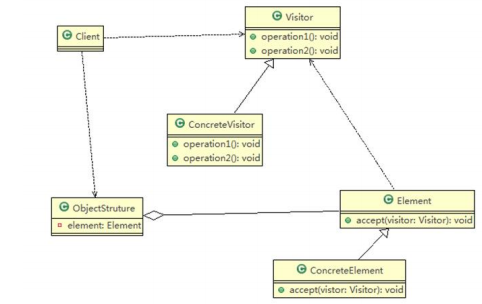 Visitor
operation1(): void
operation2(): void
Client
ConcreteVisitor
operation1(): void
operation2(): void
ObjectStruture
element: Element
Element
accept(visitor: Visitor): void
ConcreteElement
accept(vistor: Visitor): void